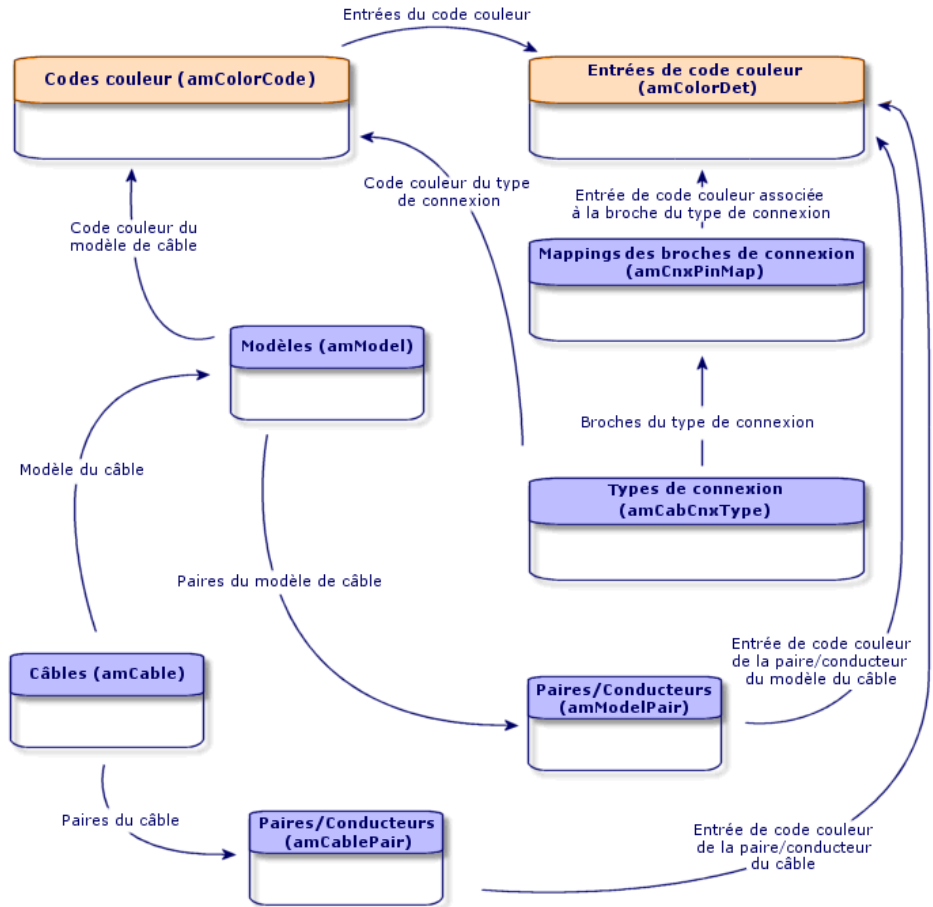 Entrées du code couleur
Codes couleur (amColorCode)
Entrées de code couleur
(amColorDet)
Code couleur du type
de connexion
Entrée de code couleur associée
à la broche du type de connexion
Code couleur du
modèle de câble
Mappings des broches de connexion
(amCnxPinMap)
Modèles (amModel)
Broches du type de connexion
Modèle du câble
Types de connexion
(amCabCnxType)
Paires du modèle de câble
Entrée de code couleur
de la paire/conducteur
du modèle du câble
Câbles (amCable)
Paires/Conducteurs
(amModelPair)
Paires du câble
Paires/Conducteurs
(amCablePair)
Entrée de code couleur
de la paire/conducteur
du câble